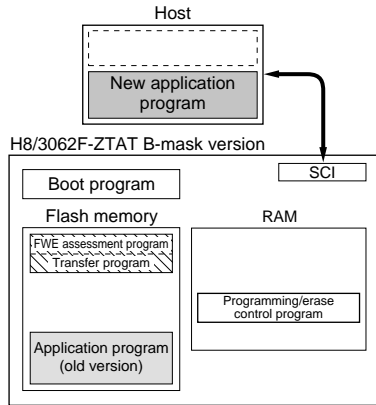 Host
New application
program
H8/3062F-ZTAT B-mask version
SCI
Boot program
Flash memory
RAM
FWE assessment program
Transfer program
Programming/erase
control program
Application program
(old version)